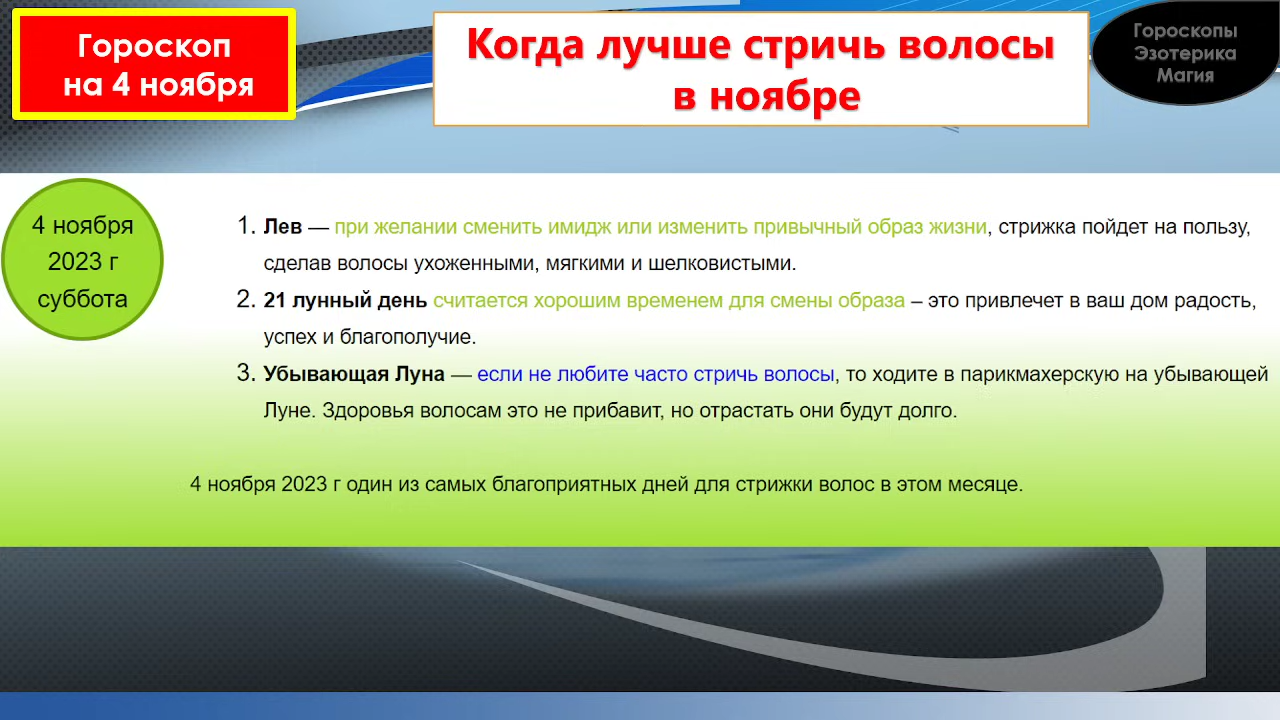 Гороскоп
на 4 ноября
Когда лучше стричь волосы
в ноябре
Гороскопы
Эзотерика
Магия
4 ноября
2023 г
суббота
1. Лев — при желании сменить имидж или изменить привычный образ жизни, стрижка пойдет на пользу,
сделав волосы ухоженными, мягкими и шелковистыми.
2. 21 лунный день считается хорошим временем для смены образа – это привлечет в ваш дом радость,
успех и благополучие.
3. Убывающая Луна — если не любите часто стричь волосы, то ходите в парикмахерскую на убывающей
Луне. Здоровья волосам это не прибавит, но отрастать они будут долго.
4 ноября 2023 г один из самых благоприятных дней для стрижки волос в этом месяце.